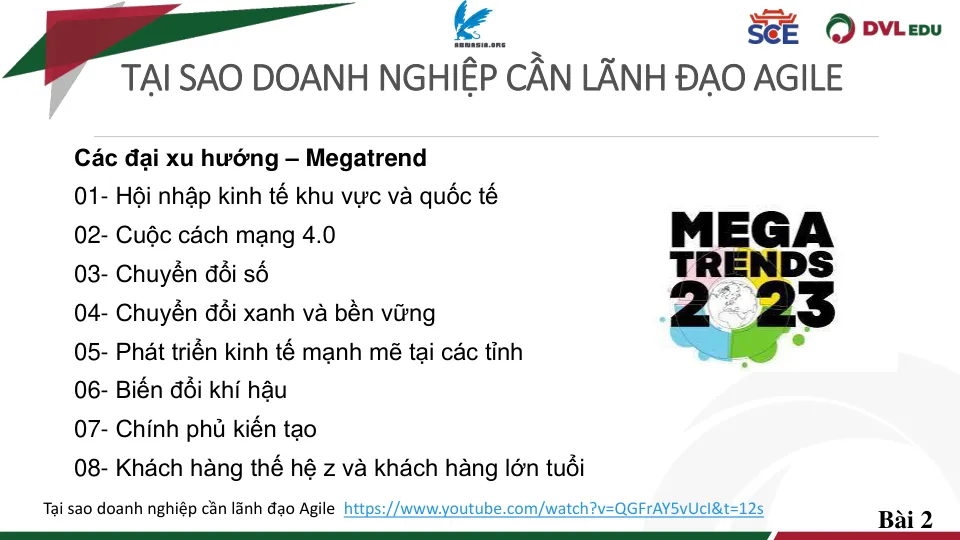 ABNASIA.ORG
SCE
DVL EDU
TẠI SAO DOANH NGHIỆP CẦN LÃNH ĐẠO AGILE
Các đại xu hướng – Megatrend
01- Hội nhập kinh tế khu vực và quốc tế
02- Cuộc cách mạng 4.0
03- Chuyển đổi số
04- Chuyển đổi xanh và bền vững
05- Phát triển kinh tế mạnh mẽ tại các tỉnh
06- Biến đổi khí hậu
07- Chính phủ kiến tạo
08- Khách hàng thế hệ z và khách hàng lớn tuổi
MEGA
TRENDS
2023
Tại sao doanh nghiệp cần lãnh đạo Agile https://www.youtube.com/watch?v=QGFrAY5vUcI&t=12s
Bài 2